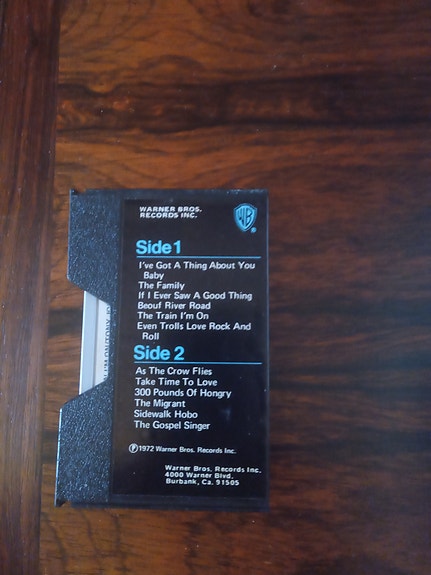 WARNER BROS.
RECORDS INC.
WB
®
Side 1
I've Got A Thing About You
Baby
The Family
If I Ever Saw A Good Thing
Beouf River Road
The Train I'm On
Even Trolls Love Rock And
Roll
Side 2
As The Crow Flies
Take Time To Love
300 Pounds Of Hongry
The Migrant
Sidewalk Hobo
The Gospel Singer
Ⓟ1972 Warner Bros. Records Inc.
Warner Bros. Records Inc.
4000 Warner Blvd.
Burbank, Ca. 91505